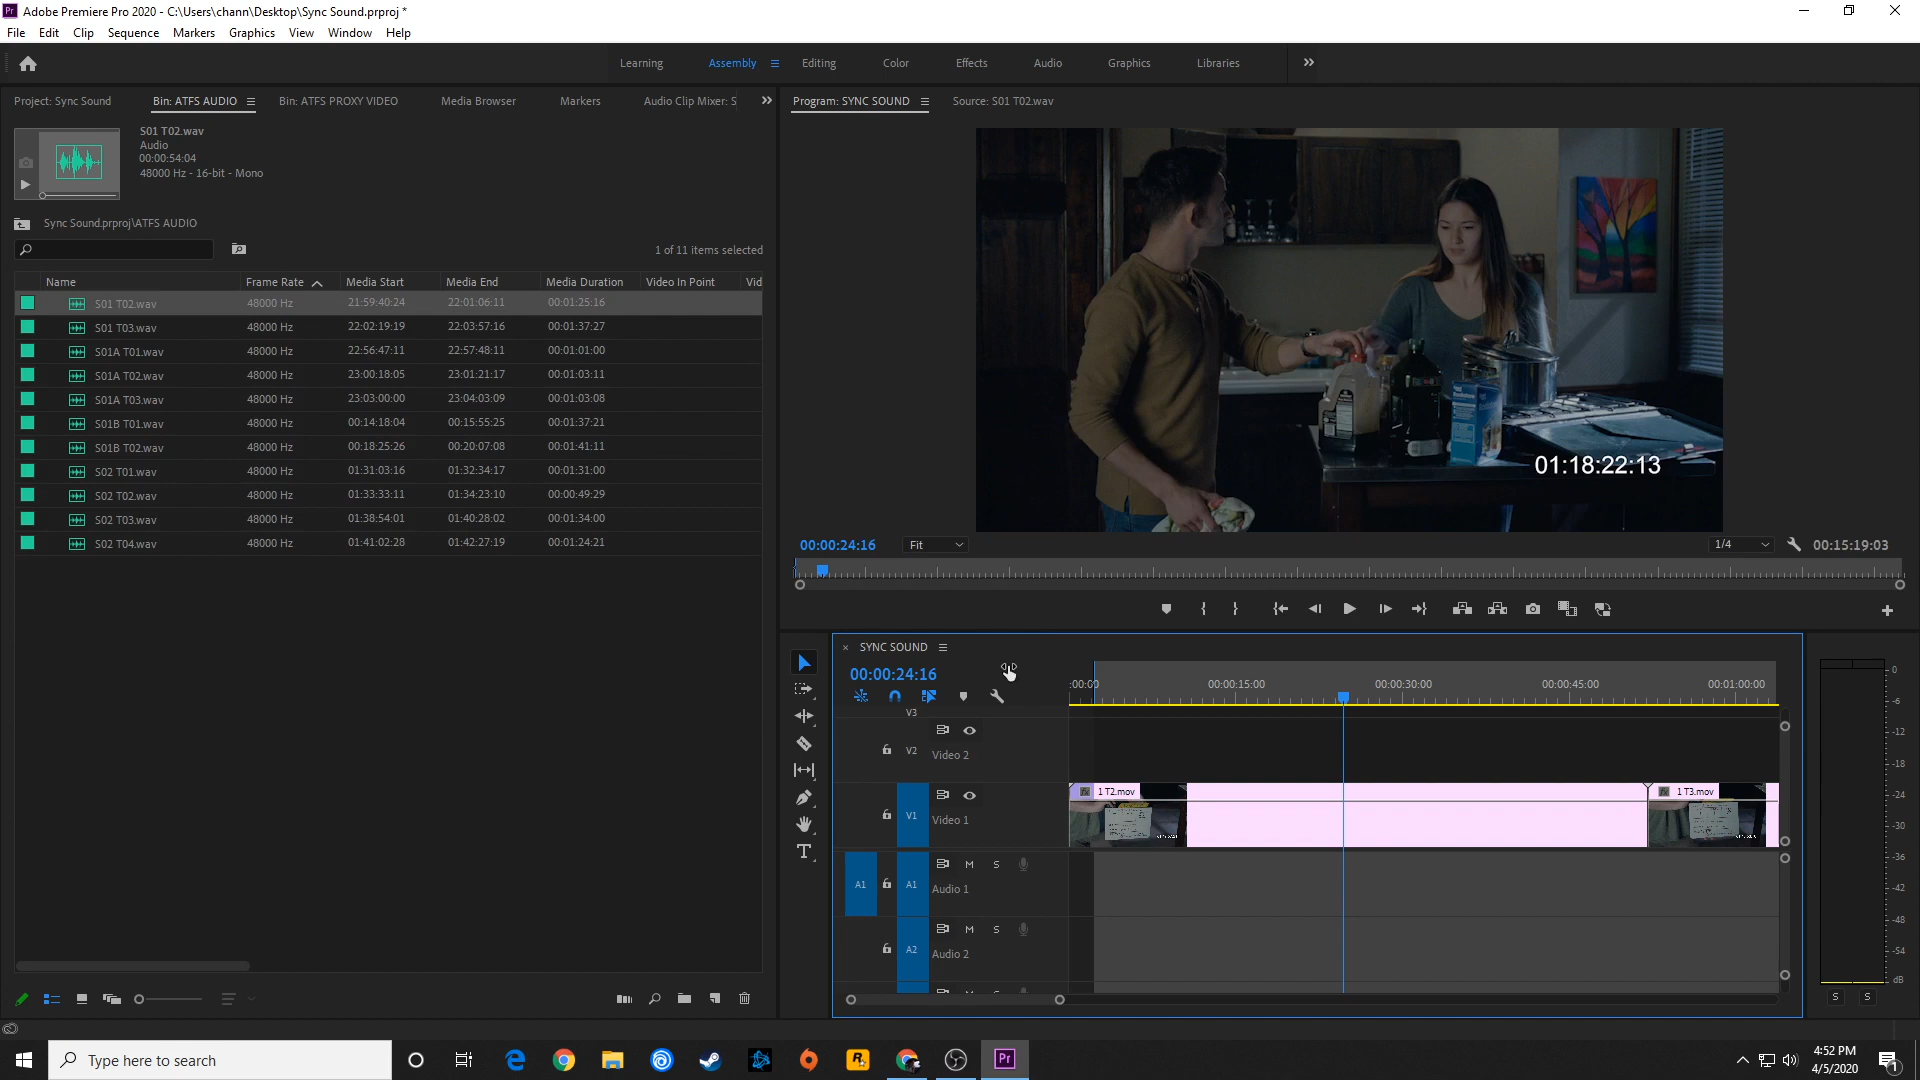 Adobe Premiere Pro 2020 - C:\Users\chann\Desktop\Sync Sound.prproj *
File Edit Clip Sequence Markers Graphics View Window Help
Learning Assembly Editing Color Effects Audio Graphics Libraries
Project: Sync Sound Bin: ATFS AUDIO Bin: ATFS PROXY VIDEO Media Browser Markers Audio Clip Mixer: S
S01 T02.wav
Audio
00:00:54:04
48000 Hz - 16-bit - Mono
Sync Sound.prproj\ATFS AUDIO
1 of 11 items selected
Name Frame Rate Media Start Media End Media Duration Video In Point Vid
S01 T02.wav 48000 Hz 21:59:40:24 22:01:06:11 00:01:25:16
S01 T03.wav 48000 Hz 22:02:19:19 22:03:57:16 00:01:37:27
S01A T01.wav 48000 Hz 22:56:47:11 22:57:48:11 00:01:01:00
S01A T02.wav 48000 Hz 23:00:18:05 23:01:21:17 00:01:03:11
S01A T03.wav 48000 Hz 23:03:00:00 23:04:03:09 00:01:03:08
S01B T01.wav 48000 Hz 00:14:18:04 00:15:55:25 00:01:37:21
S01B T02.wav 48000 Hz 00:18:25:26 00:20:07:08 00:01:41:11
S02 T01.wav 48000 Hz 01:31:03:16 01:32:34:17 00:01:31:00
S02 T02.wav 48000 Hz 01:33:33:11 01:34:23:10 00:00:49:29
S02 T03.wav 48000 Hz 01:38:54:01 01:40:28:02 00:01:34:00
S02 T04.wav 48000 Hz 01:41:02:28 01:42:27:19 00:01:24:21
Program: SYNC SOUND Source: S01 T02.wav
01:18:22:13
00:00:24:16 Fit 1/4 00:15:19:03
SYNC SOUND
00:00:24:16
:00:00 00:00:15:00 00:00:30:00 00:00:45:00 00:01:00:00
V3
V2 Video 2
V1 Video 1
1 T2.mov 1 T3.mov
A1 A1 M S Audio 1
A2 M S Audio 2
0
-6
-12
-18
-24
-30
-36
-42
-48
-54
dB
S S
Type here to search
4:52 PM
4/5/2020
1